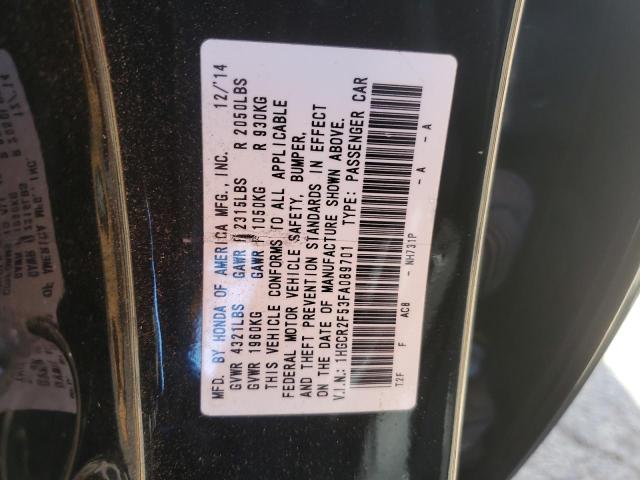 MFD. BY HONDA OF AMERICA MFG., INC. 12/'14
GVWR 4321LBS GAWR F 2315LBS R 2050LBS
GVWR 1960KG GAWR F 1050KG R 930KG
THIS VEHICLE CONFORMS TO ALL APPLICABLE
FEDERAL MOTOR VEHICLE SAFETY, BUMPER,
AND THEFT PREVENTION STANDARDS IN EFFECT
ON THE DATE OF MANUFACTURE SHOWN ABOVE.
V.I.N.: 1HGCR2F53FA089701 TYPE: PASSENGER CAR
F ACB - NH731P - A - A
T2F